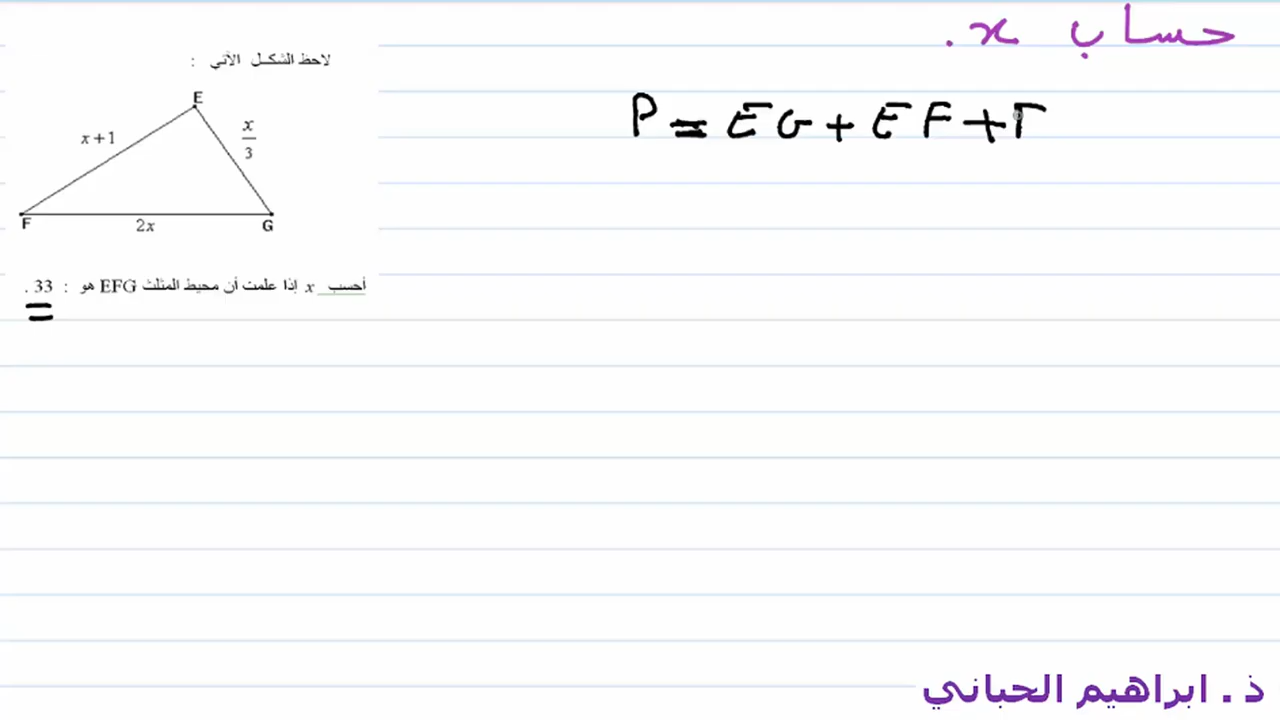 حساب x.
لاحظ الشكل الآتي :
E
x+1
x/3
F
2x
G
أحسب x إذا علمت أن محيط المثلث EFG هو : 33 .
P = EG + EF +
ذ . ابراهيم الحباني